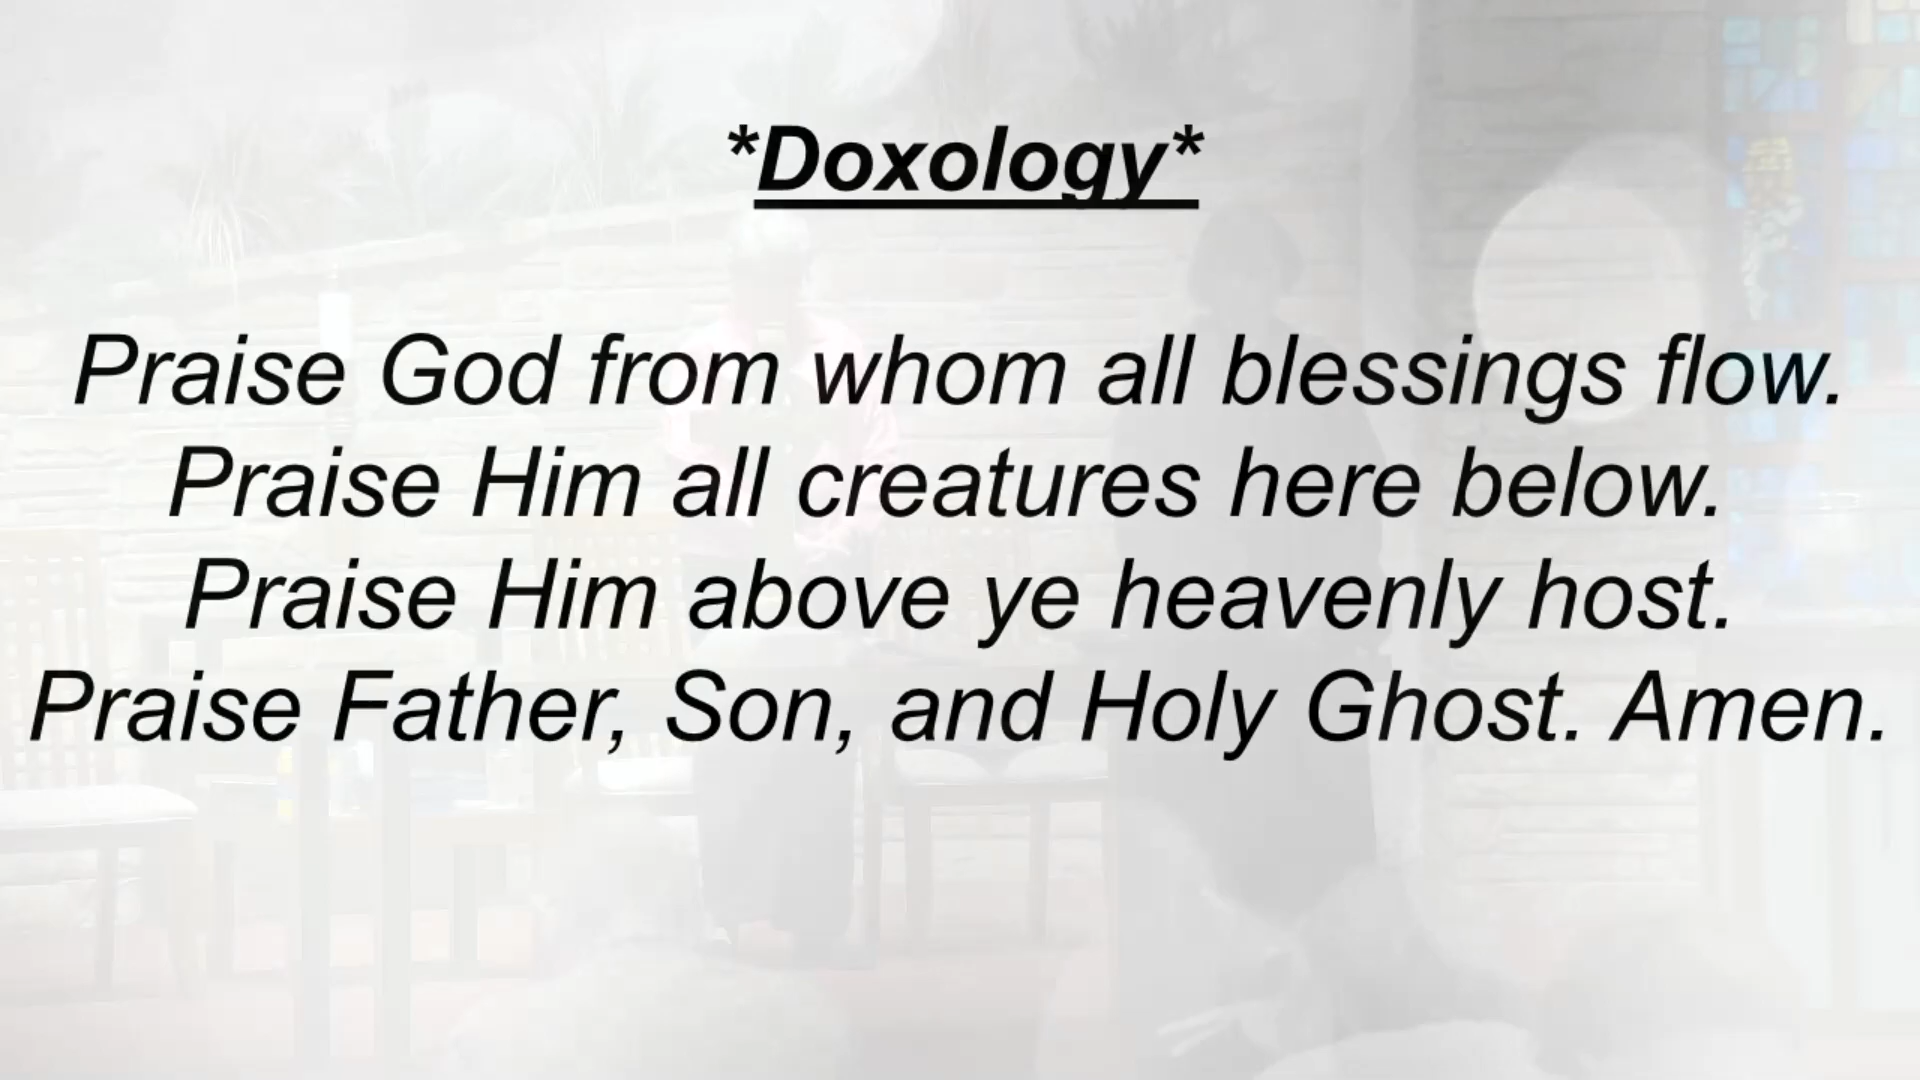 *Doxology*
Praise God from whom all blessings flow.
Praise Him all creatures here below.
Praise Him above ye heavenly host.
Praise Father, Son, and Holy Ghost. Amen.